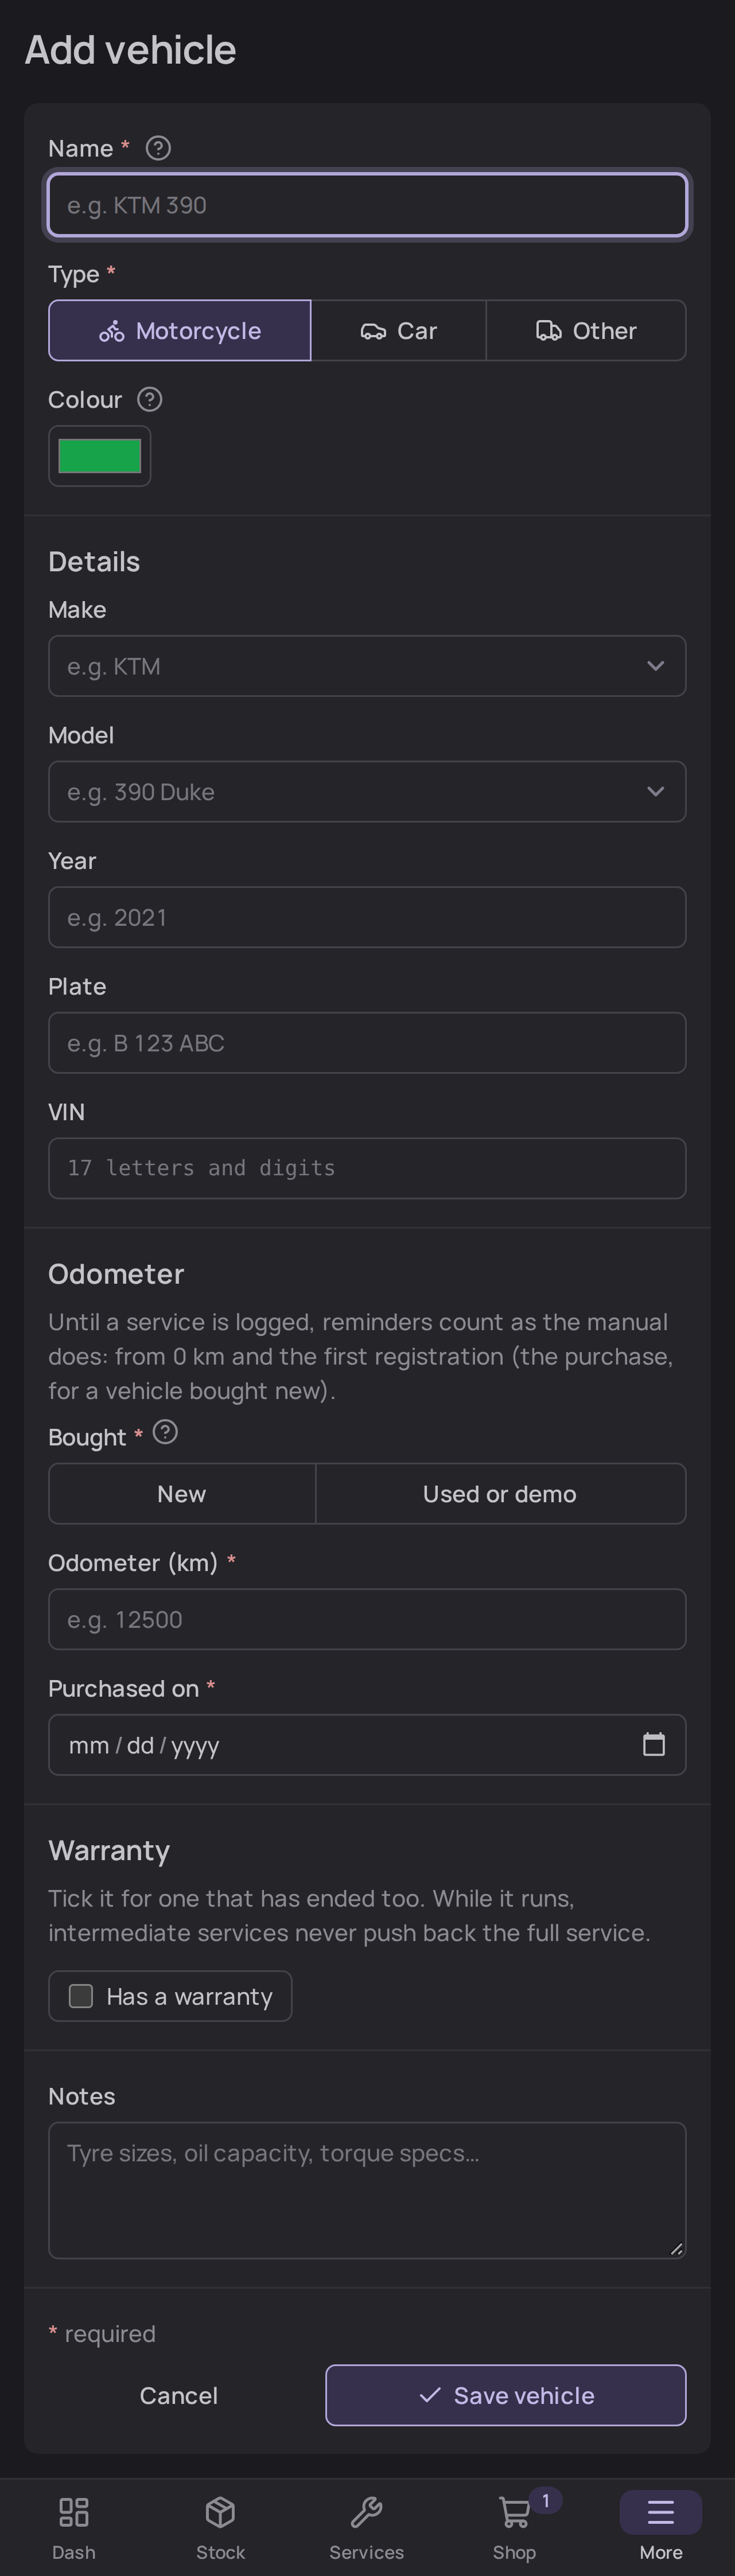 Add vehicle
Name *
e.g. KTM 390
Type *
Motorcycle Car Other
Colour
Details
Make
e.g. KTM
Model
e.g. 390 Duke
Year
e.g. 2021
Plate
e.g. B 123 ABC
VIN
17 letters and digits
Odometer
Until a service is logged, reminders count as the manual
does: from 0 km and the first registration (the purchase,
for a vehicle bought new).
Bought *
New Used or demo
Odometer (km) *
e.g. 12500
Purchased on *
mm / dd / yyyy
Warranty
Tick it for one that has ended too. While it runs,
intermediate services never push back the full service.
Has a warranty
Notes
Tyre sizes, oil capacity, torque specs…
* required
Cancel Save vehicle
1
Dash Stock Services Shop More